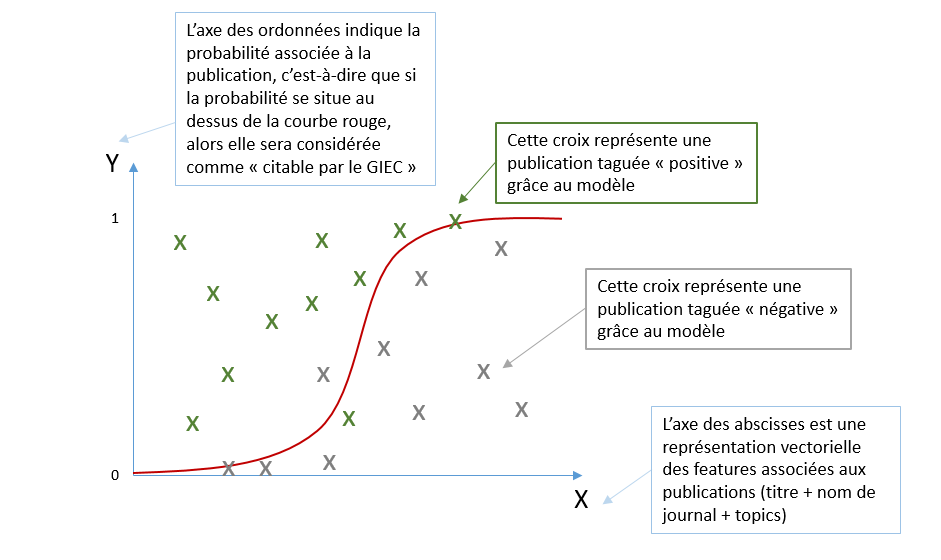 L'axe des ordonnées indique la
probabilité associée à la
publication, c'est-à-dire que si
la probabilité se situe au
dessus de la courbe rouge,
alors elle sera considérée
comme « citable par le GIEC »
Cette croix représente une
publication taguée « positive »
grâce au modèle
Y
1
X
X
X
X
X
X
X
X
X
X
X
X
X
Cette croix représente une
publication taguée « négative »
grâce au modèle
X
X
X
X
X
X
X
X
X
X
X
0
L'axe des abscisses est une
représentation vectorielle
des features associées aux
publications (titre + nom de
journal + topics)
X